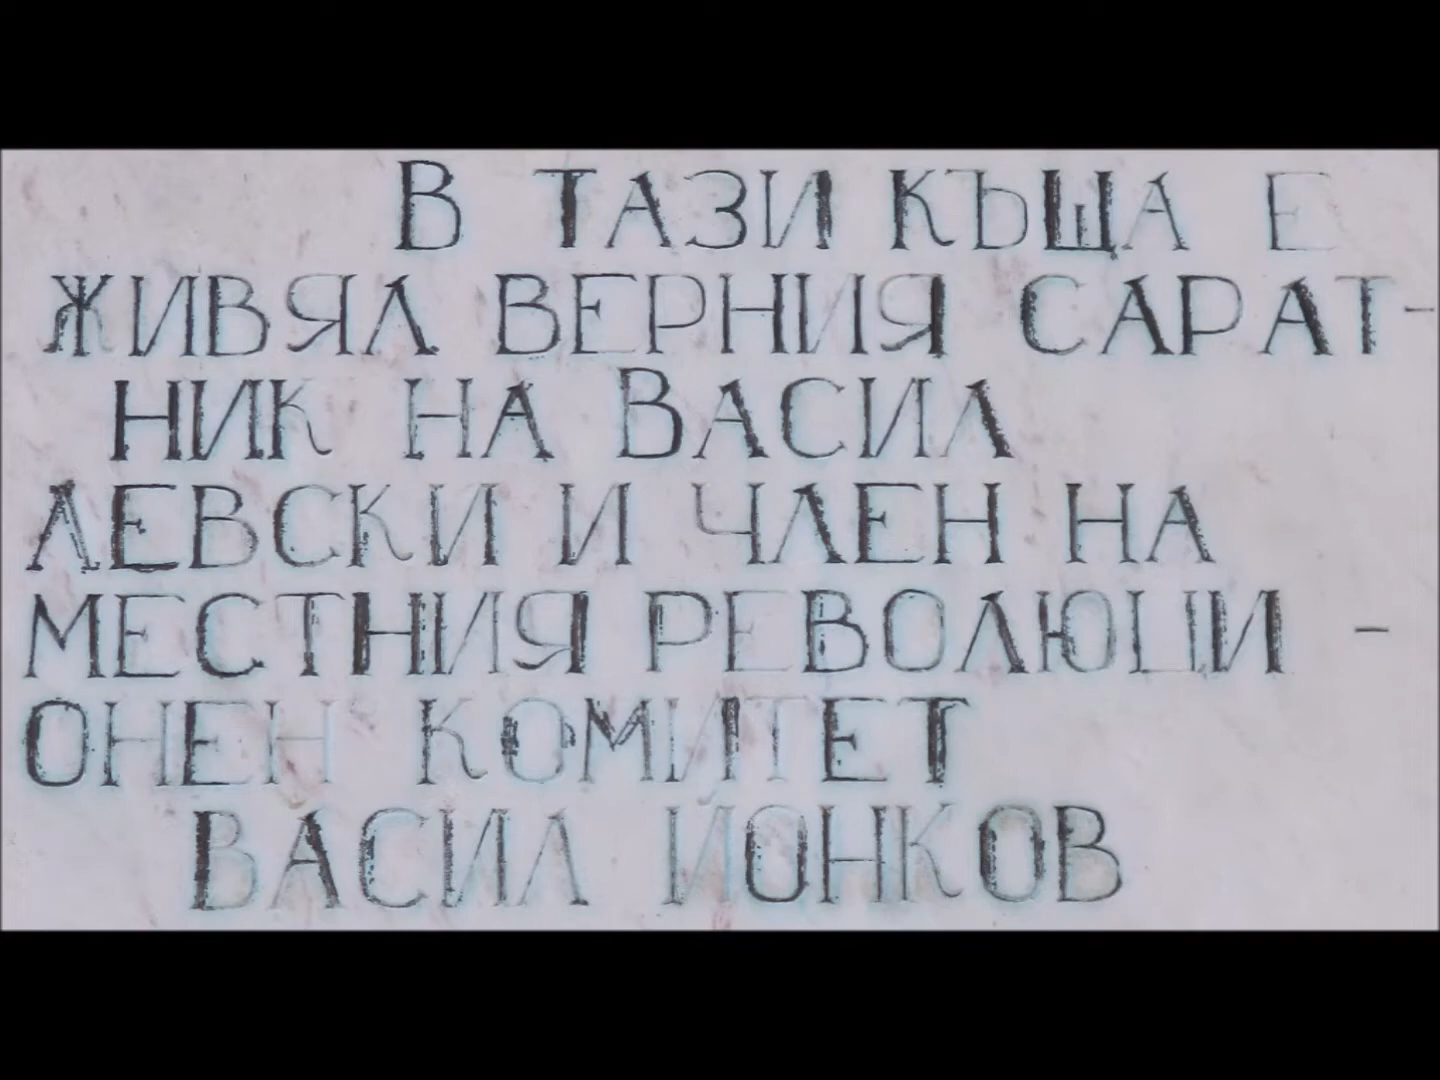 В ТАЗИ КЪЩА Е
ЖИВЯЛ ВЕРНИЯ САРАТ-
НИК НА ВАСИЛ
ЛЕВСКИ И ЧЛЕН НА
МЕСТНИЯ РЕВОЛЮЦИ -
ОНЕН КОМИТЕТ
ВАСИЛ ЙОНКОВ